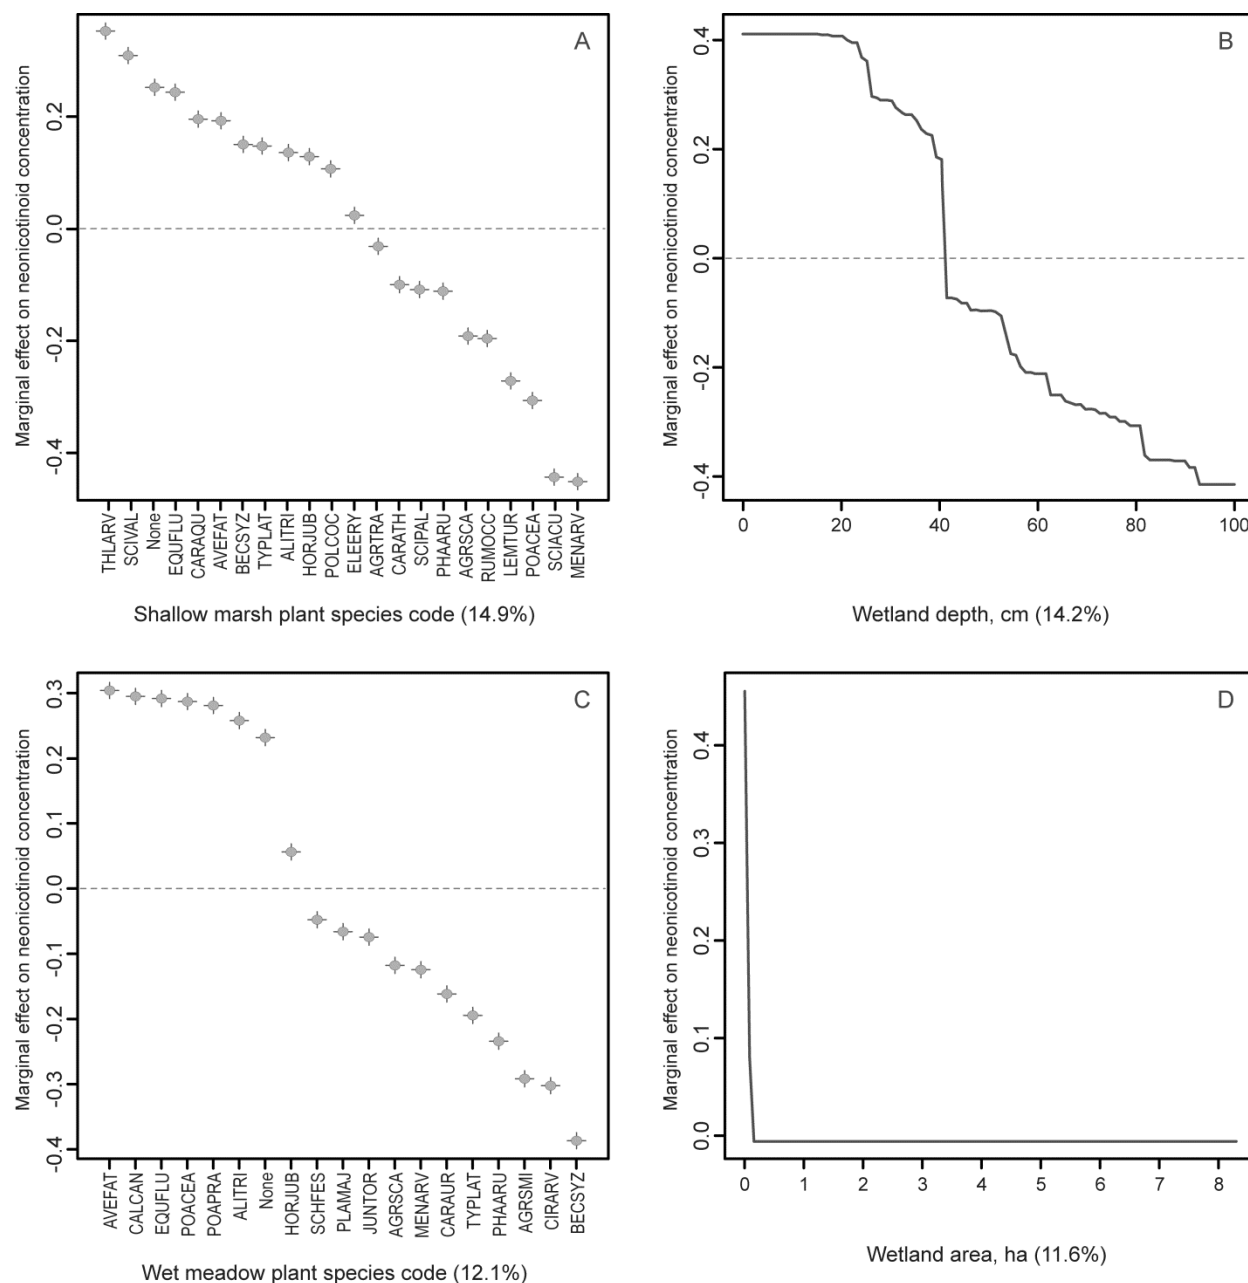 A
Marginal effect on neonicotinoid concentration
0.2
0.0
-0.2
-0.4
THLARV
SCIVAL
None
EQUFLU
CARAQU
AVEFAT
BECSYZ
TYPLAT
ALITRI
HORJUB
POLCOC
ELEERY
AGRTRA
CARATH
SCIPAL
PHAARU
AGRSCA
RUMOCC
LEMTUR
POACEA
SCIACU
MENARV
Shallow marsh plant species code (14.9%)
B
Marginal effect on neonicotinoid concentration
0.4
0.2
0.0
-0.2
-0.4
0 20 40 60 80 100
Wetland depth, cm (14.2%)
C
Marginal effect on neonicotinoid concentration
0.3
0.2
0.1
0.0
-0.1
-0.2
-0.3
-0.4
AVEFAT
CALCAN
EQUFLU
POACEA
POAPRA
ALITRI
None
HORJUB
SCHFES
PLAMAJ
JUNTOR
AGRSCA
MENARV
CARAUR
TYPLAT
PHAARU
AGRSMI
CIRARV
BECSYZ
Wet meadow plant species code (12.1%)
D
Marginal effect on neonicotinoid concentration
0.4
0.3
0.2
0.1
0.0
0 1 2 3 4 5 6 7 8
Wetland area, ha (11.6%)